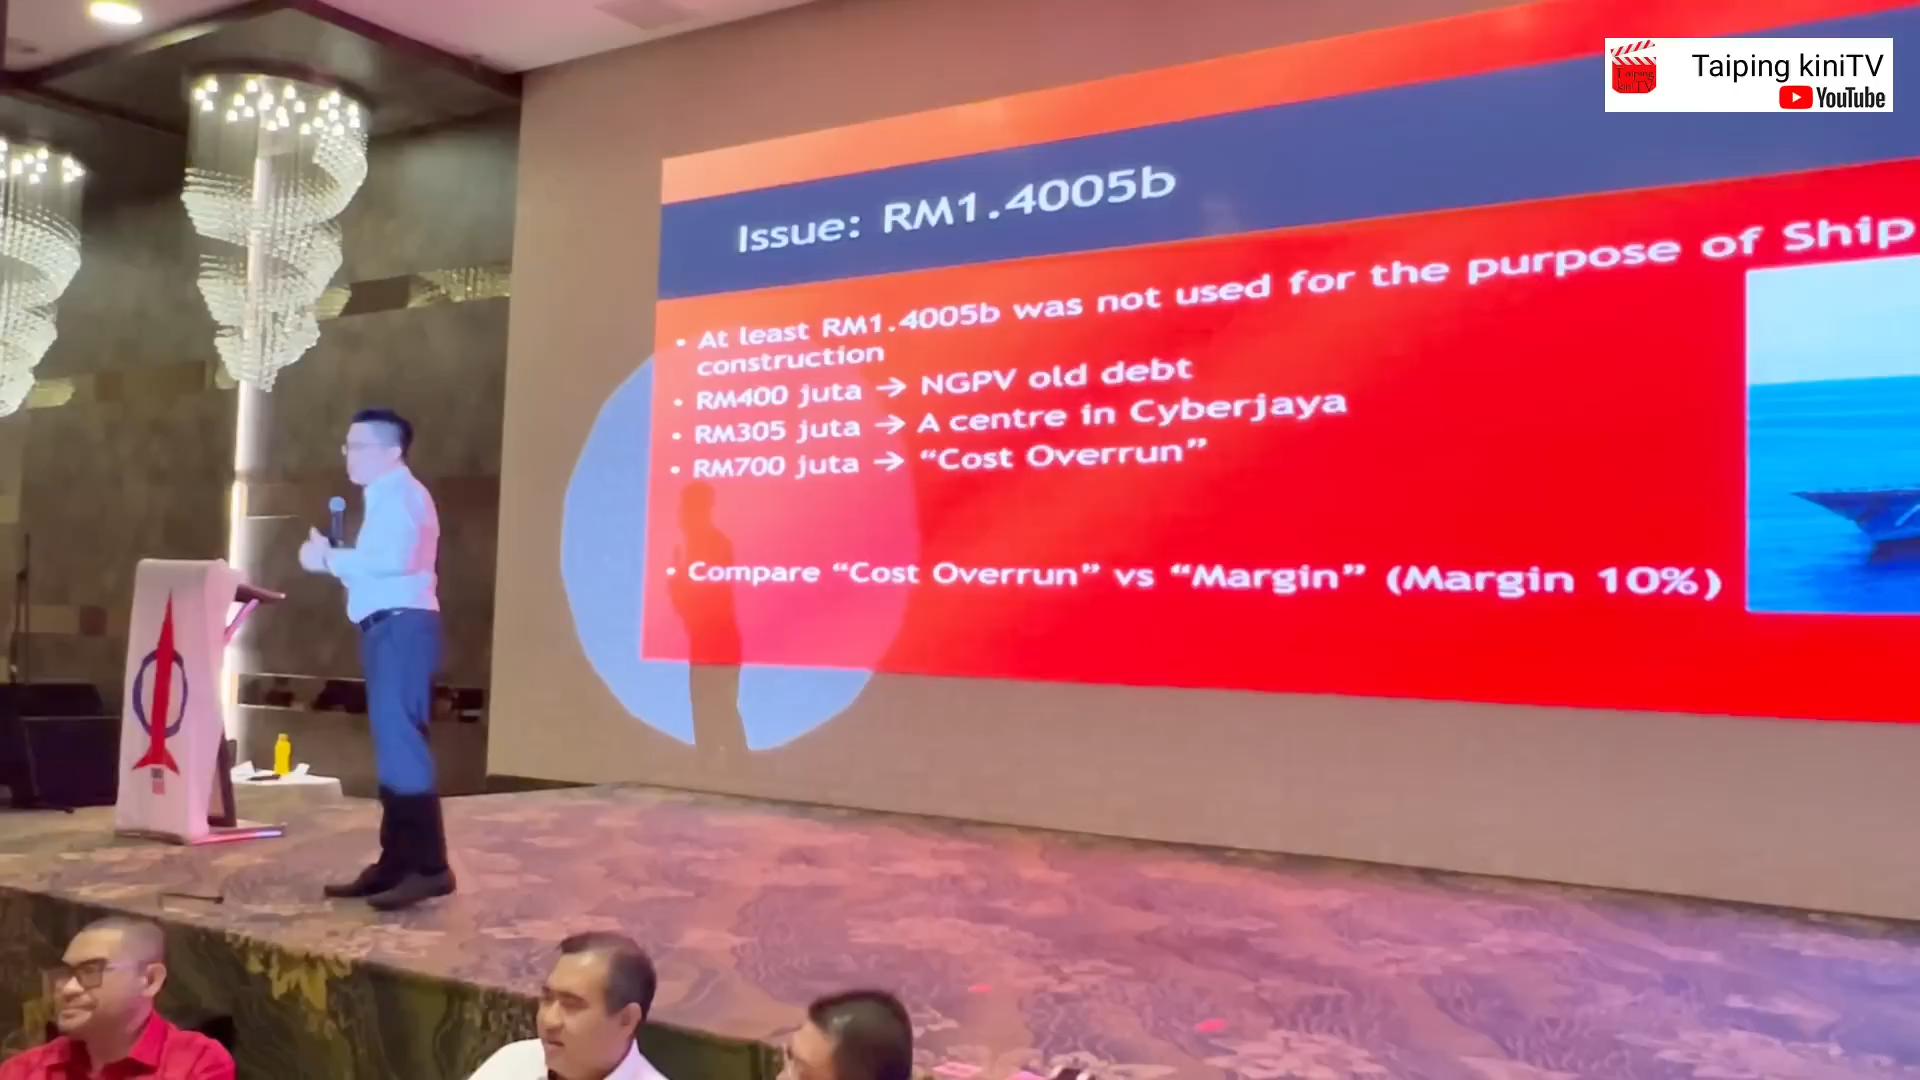 Taiping kiniTV
YouTube
Issue: RM1.4005b
• At least RM1.4005b was not used for the purpose of Ship
construction
• RM400 juta → NGPV old debt
• RM305 juta → A centre in Cyberjaya
• RM700 juta → “Cost Overrun”
• Compare “Cost Overrun” vs “Margin” (Margin 10%)